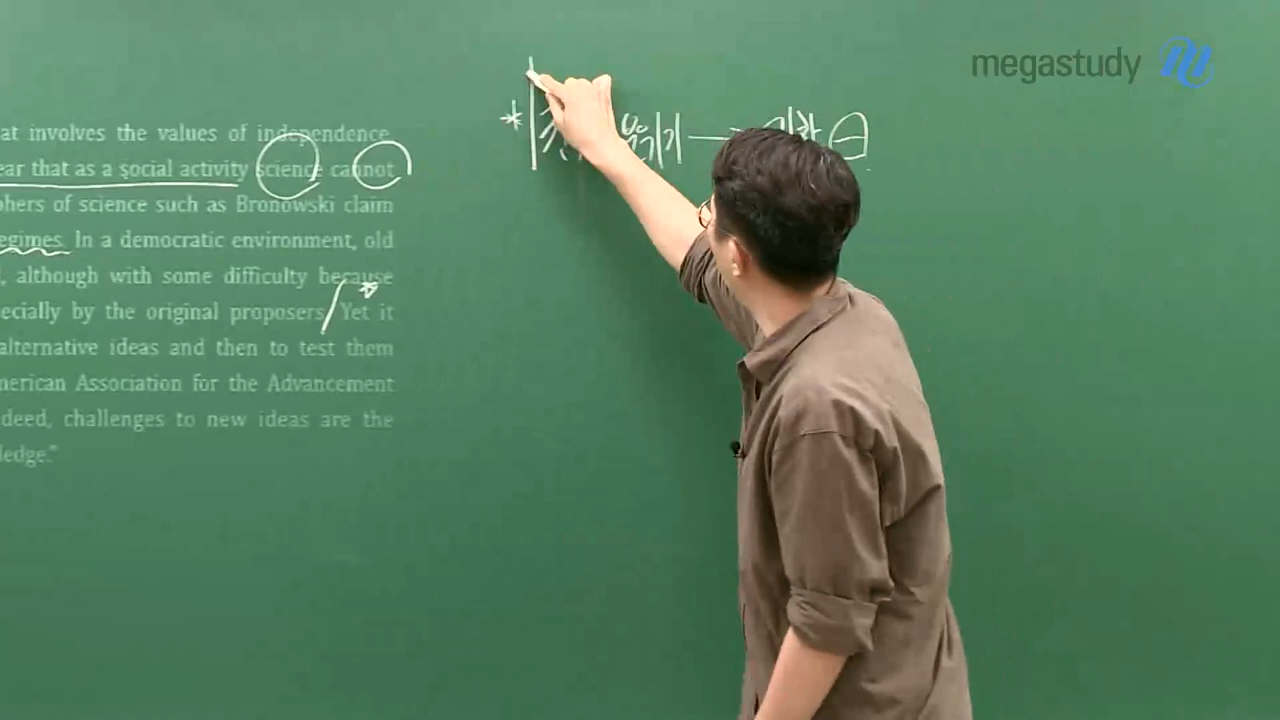 megastudy
at involves the values of independence,
ear that as a social activity science cannot
phers of science such as Bronowski claim
egimes. In a democratic environment, old
, although with some difficulty because
ecially by the original proposers. Yet it
alternative ideas and then to test them
merican Association for the Advancement
deed, challenges to new ideas are the
ledge."